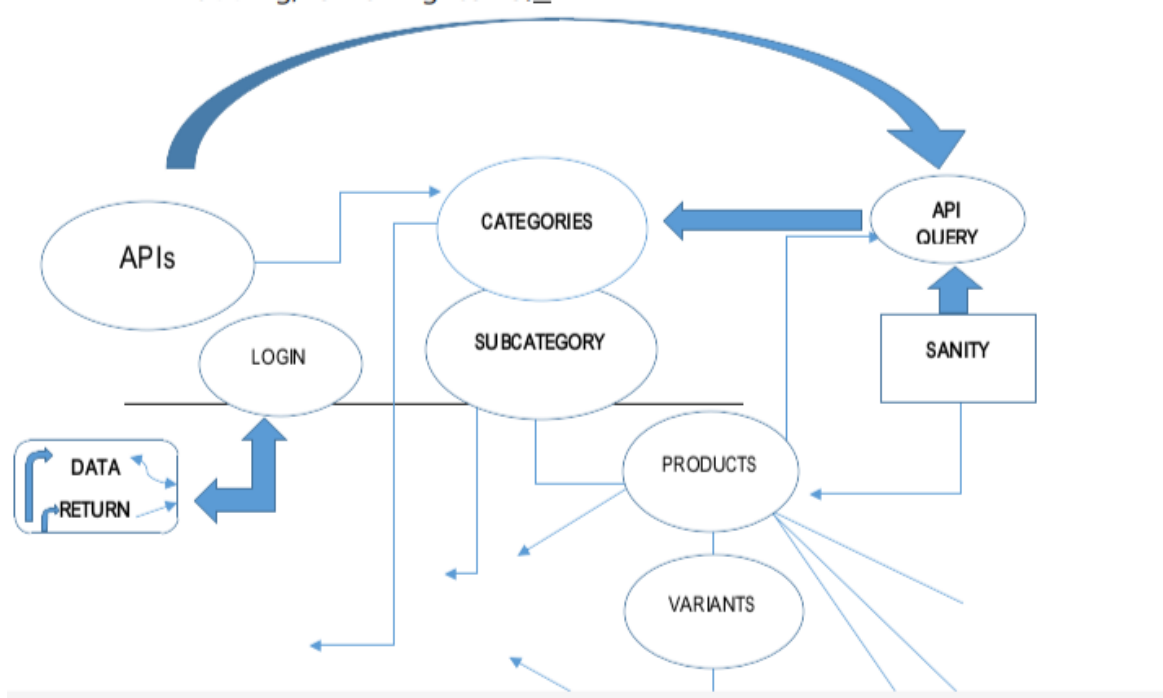 APIs
CATEGORIES
API
QUERY
LOGIN
SUBCATEGORY
SANITY
DATA
RETURN
PRODUCTS
VARIANTS